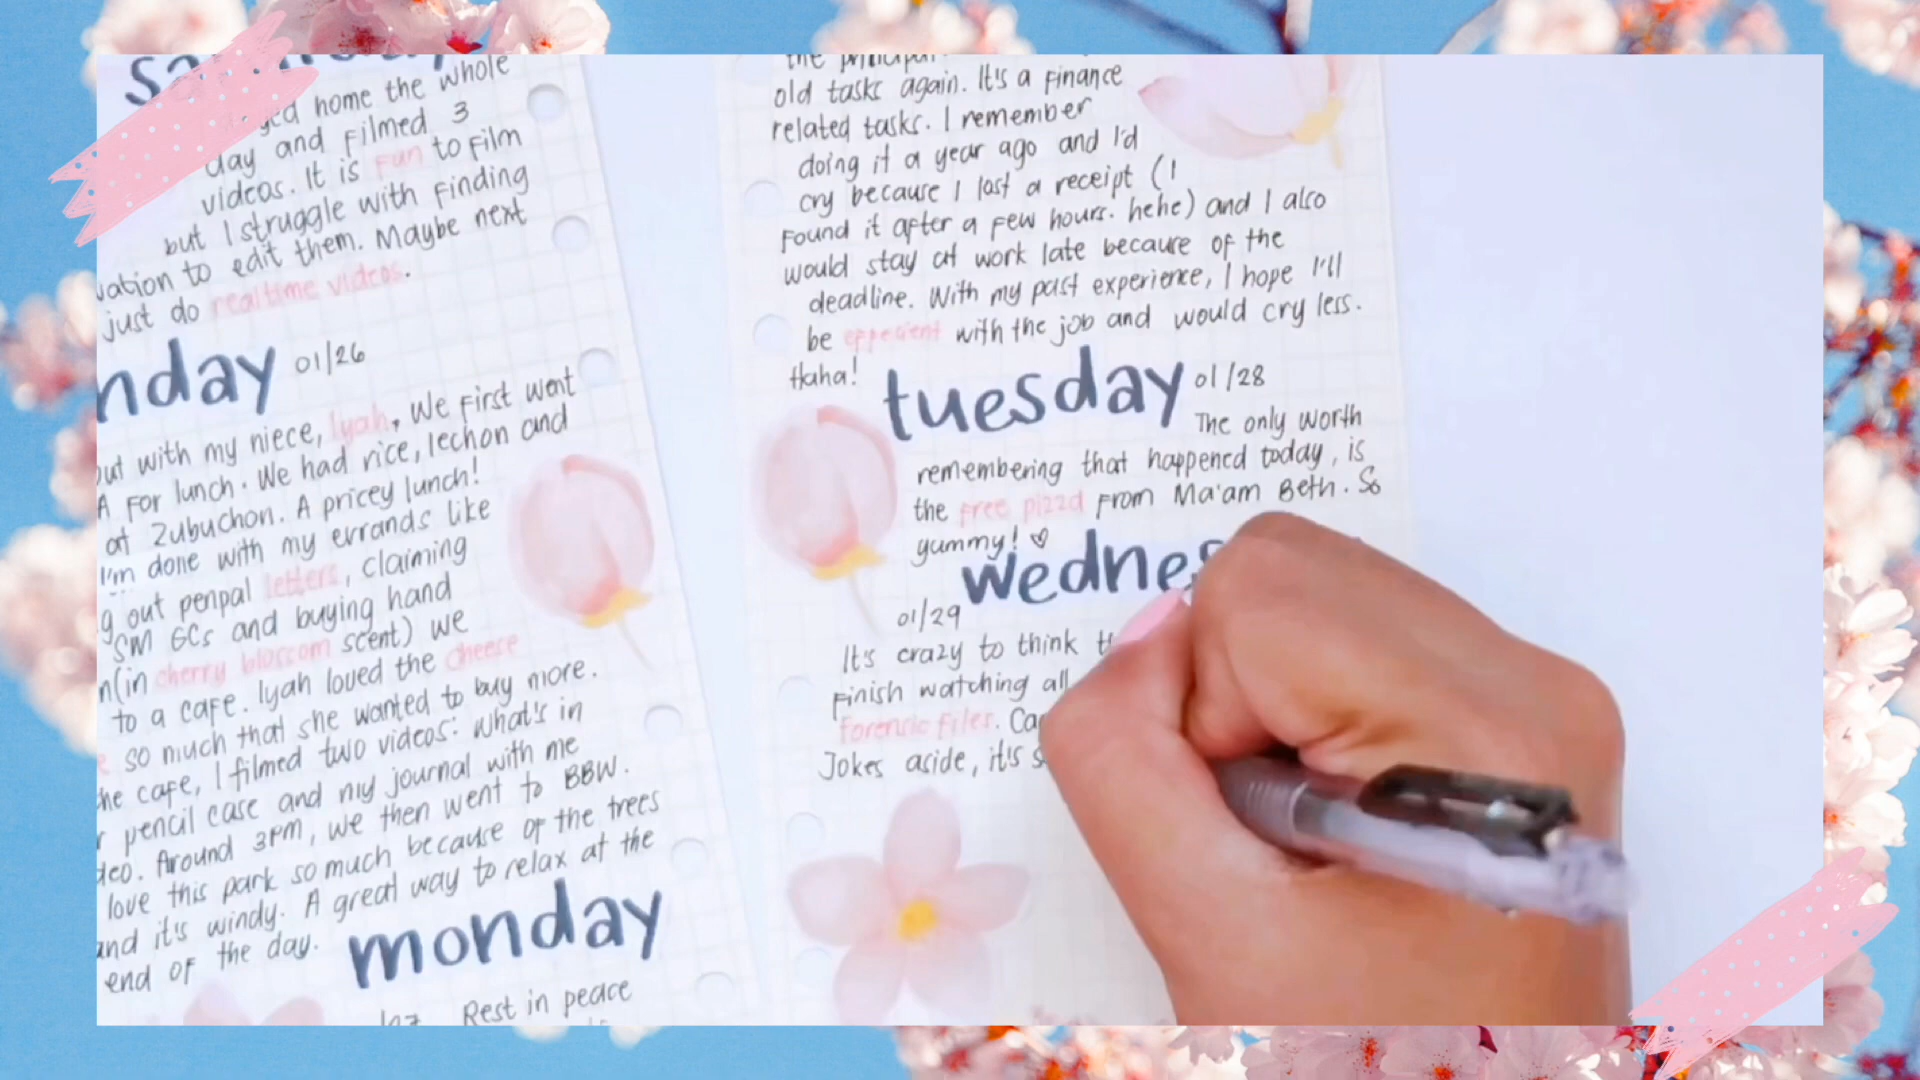 home the whole
day and filmed 3
videos. It is fun to film
but I struggle with finding
vation to edit them. Maybe next
just do realtime videos.
nday 01/26
out with my niece, Iyah, We first went
A for lunch. We had rice, lechon and
at Zubuchon. A pricey lunch!
I'm done with my errands like
g out penpal letters, claiming
SM GCs and buying hand
n(in cherry blossom scent) we
to a cafe. Iyah loved the cheese
so much that she wanted to buy more.
he cafe, I filmed two videos: what's in
r pencil case and my journal with me
deo. Around 3PM, we then went to BBW.
love this park so much because of the trees
and it's windy. A great way to relax at the
end of the day.
monday
Rest in peace
the principal
old tasks again. It's a finance
related tasks. I remember
doing it a year ago and I'd
cry because I lost a receipt (I
found it after a few hours. hehe) and I also
would stay at work late because of the
deadline. With my past experience, I hope I'll
be effecient with the job and would cry less.
Haha!
tuesday 01/28
The only worth
remembering that happened today, is
the free pizza from Ma'am Beth. So
yummy! ♡
wednes
01/29
It's crazy to think th
finish watching all
forensic files. Ca
Jokes aside, it's s